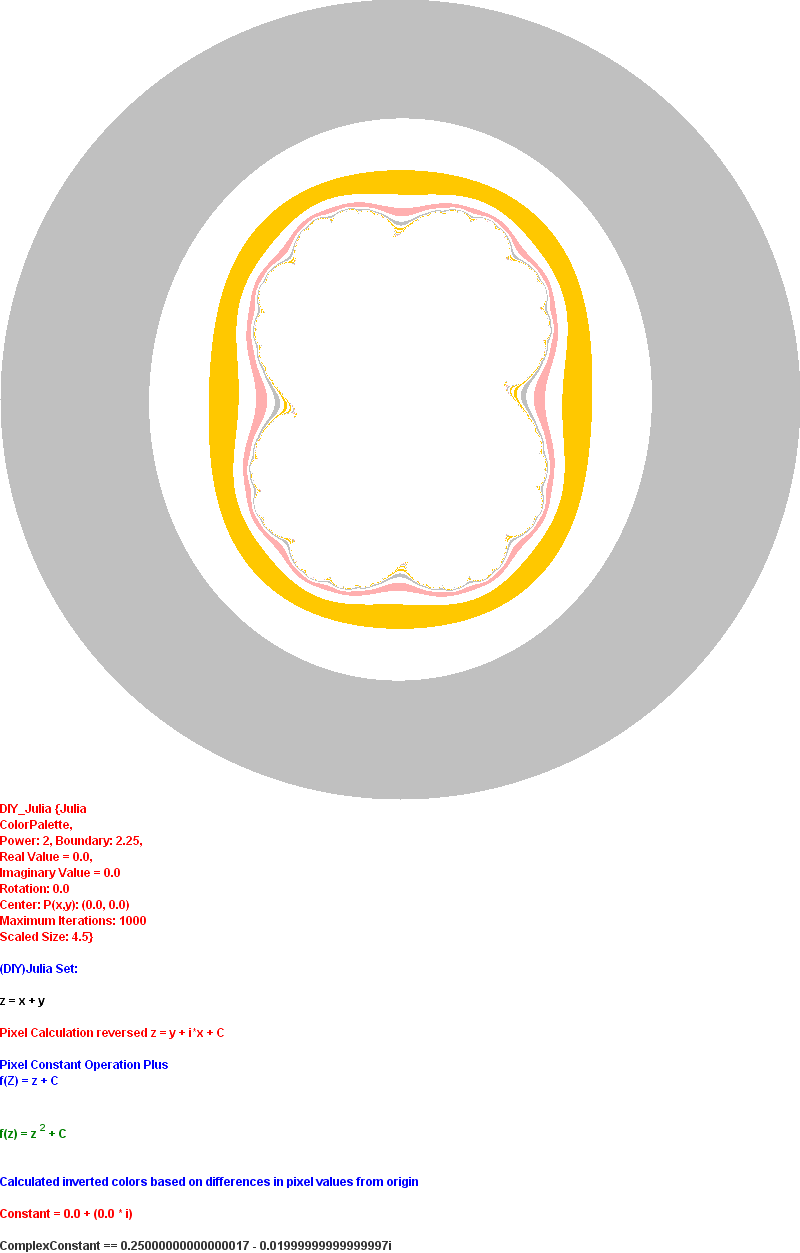 DIY_Julia {Julia
ColorPalette,
Power: 2, Boundary: 2.25,
Real Value = 0.0,
Imaginary Value = 0.0
Rotation: 0.0
Center: P(x,y): (0.0, 0.0)
Maximum Iterations: 1000
Scaled Size: 4.5}
(DIY)Julia Set:
z = x + y
Pixel Calculation reversed z = y + i*x + C
Pixel Constant Operation Plus
f(Z) = z + C
f(z) = z 2 + C
Calculated inverted colors based on differences in pixel values from origin
Constant = 0.0 + (0.0 * i)
ComplexConstant == 0.25000000000000017 - 0.01999999999999997i